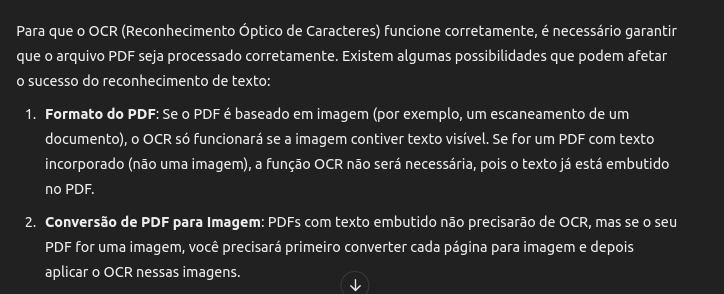 Para que o OCR (Reconhecimento Óptico de Caracteres) funcione corretamente, é necessário garantir
que o arquivo PDF seja processado corretamente. Existem algumas possibilidades que podem afetar
o sucesso do reconhecimento de texto:
1. Formato do PDF: Se o PDF é baseado em imagem (por exemplo, um escaneamento de um
documento), o OCR só funcionará se a imagem contiver texto visível. Se for um PDF com texto
incorporado (não uma imagem), a função OCR não será necessária, pois o texto já está embutido
no PDF.
2. Conversão de PDF para Imagem: PDFs com texto embutido não precisarão de OCR, mas se o seu
PDF for uma imagem, você precisará primeiro converter cada página para imagem e depois
aplicar o OCR nessas imagens.